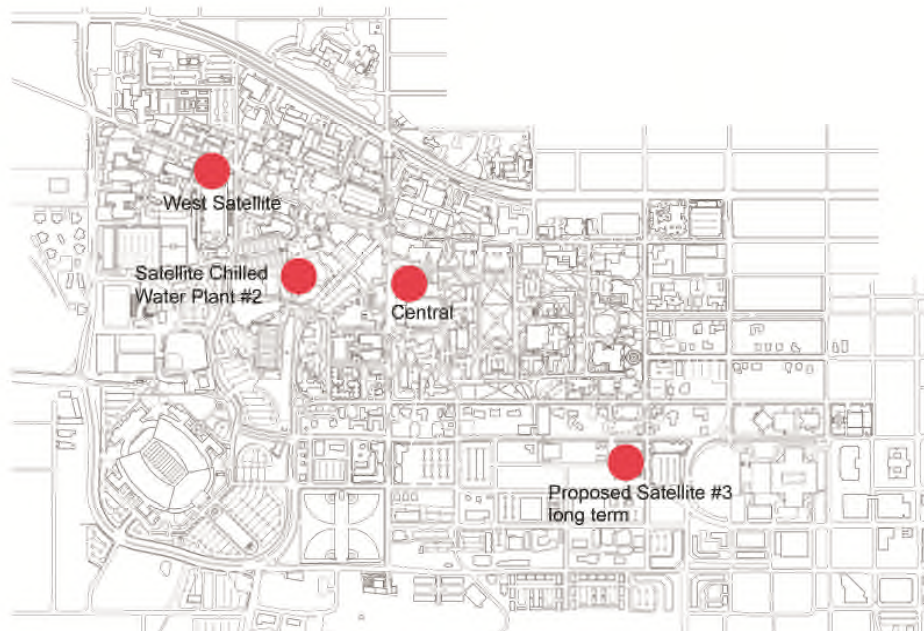 West Satellite
Satellite Chilled
Water Plant #2
Central
Proposed Satellite #3
long term